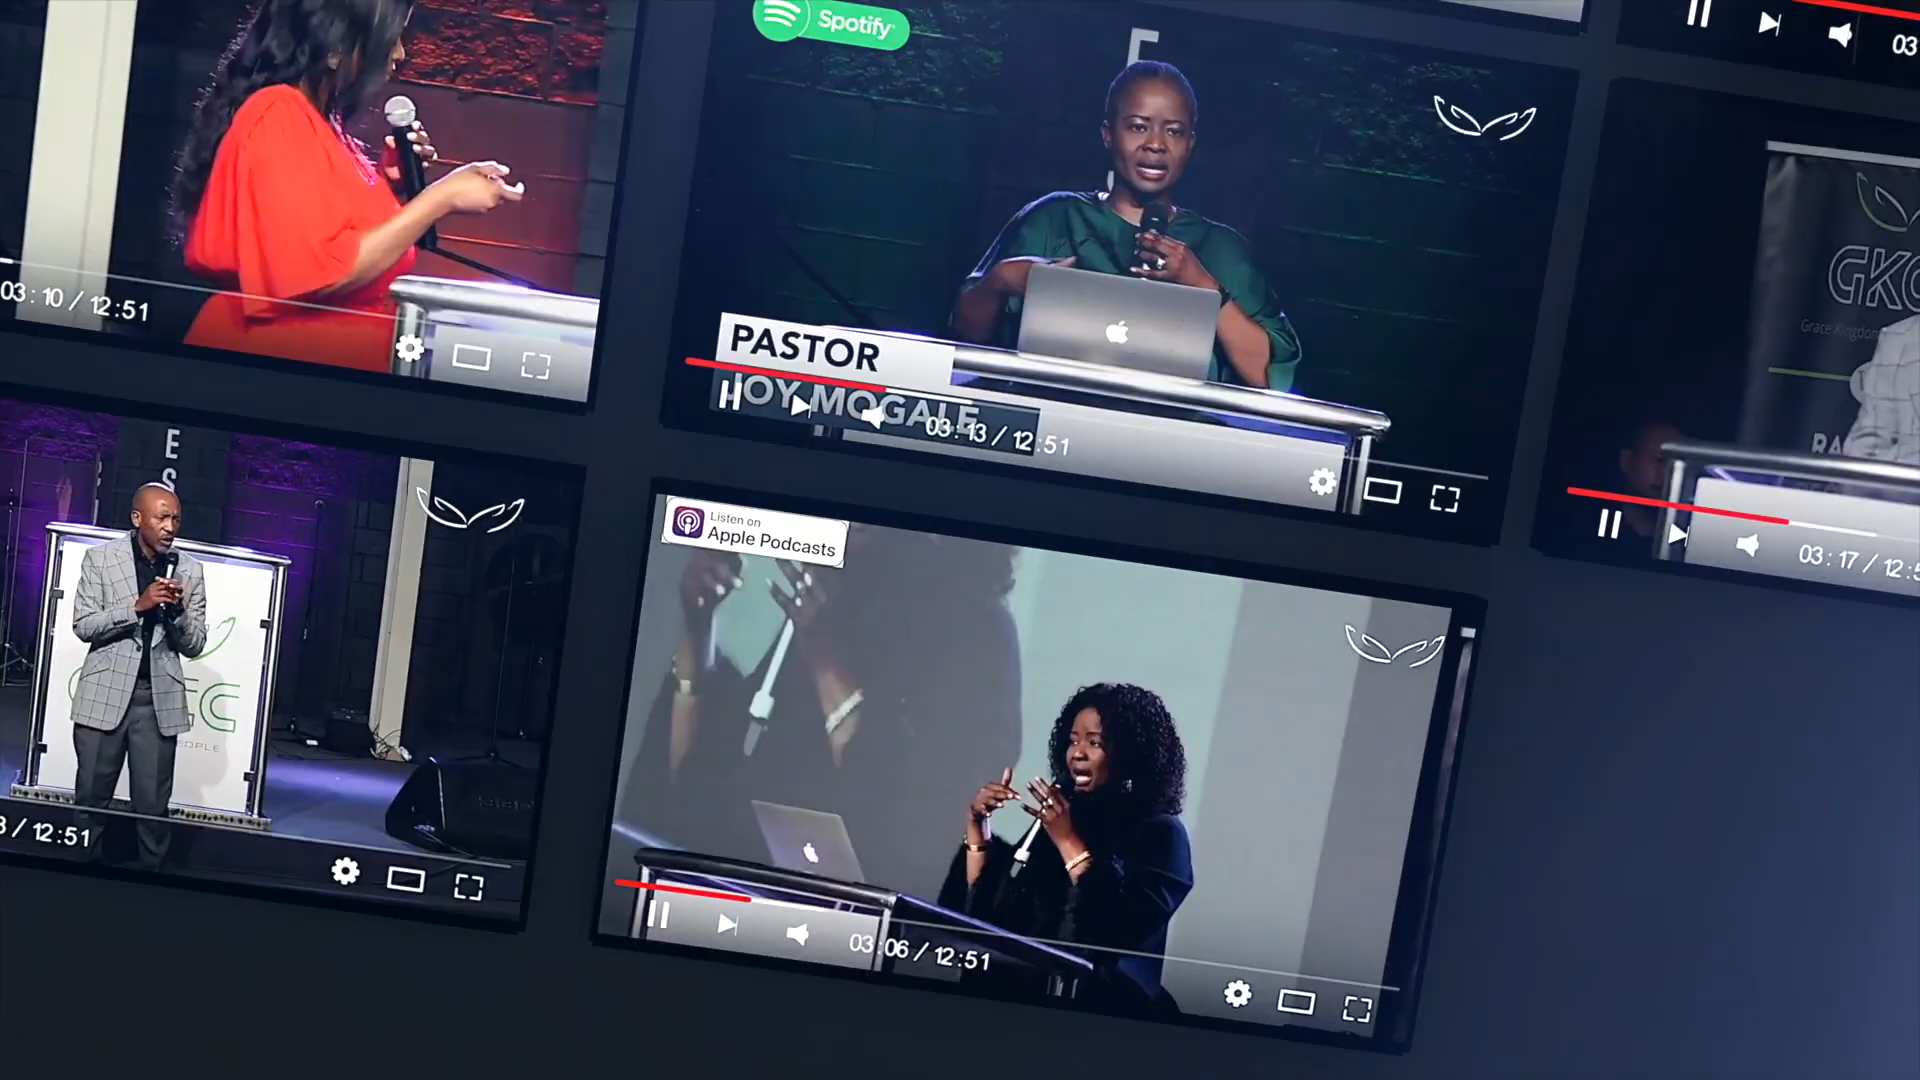 Spotify
03
E
GKC
03:10 / 12:51
PASTOR
JOY MOGALE
03:13 / 12:51
03:17 / 12:5
E
S
Listen on
Apple Podcasts
12:51
03:06 / 12:51